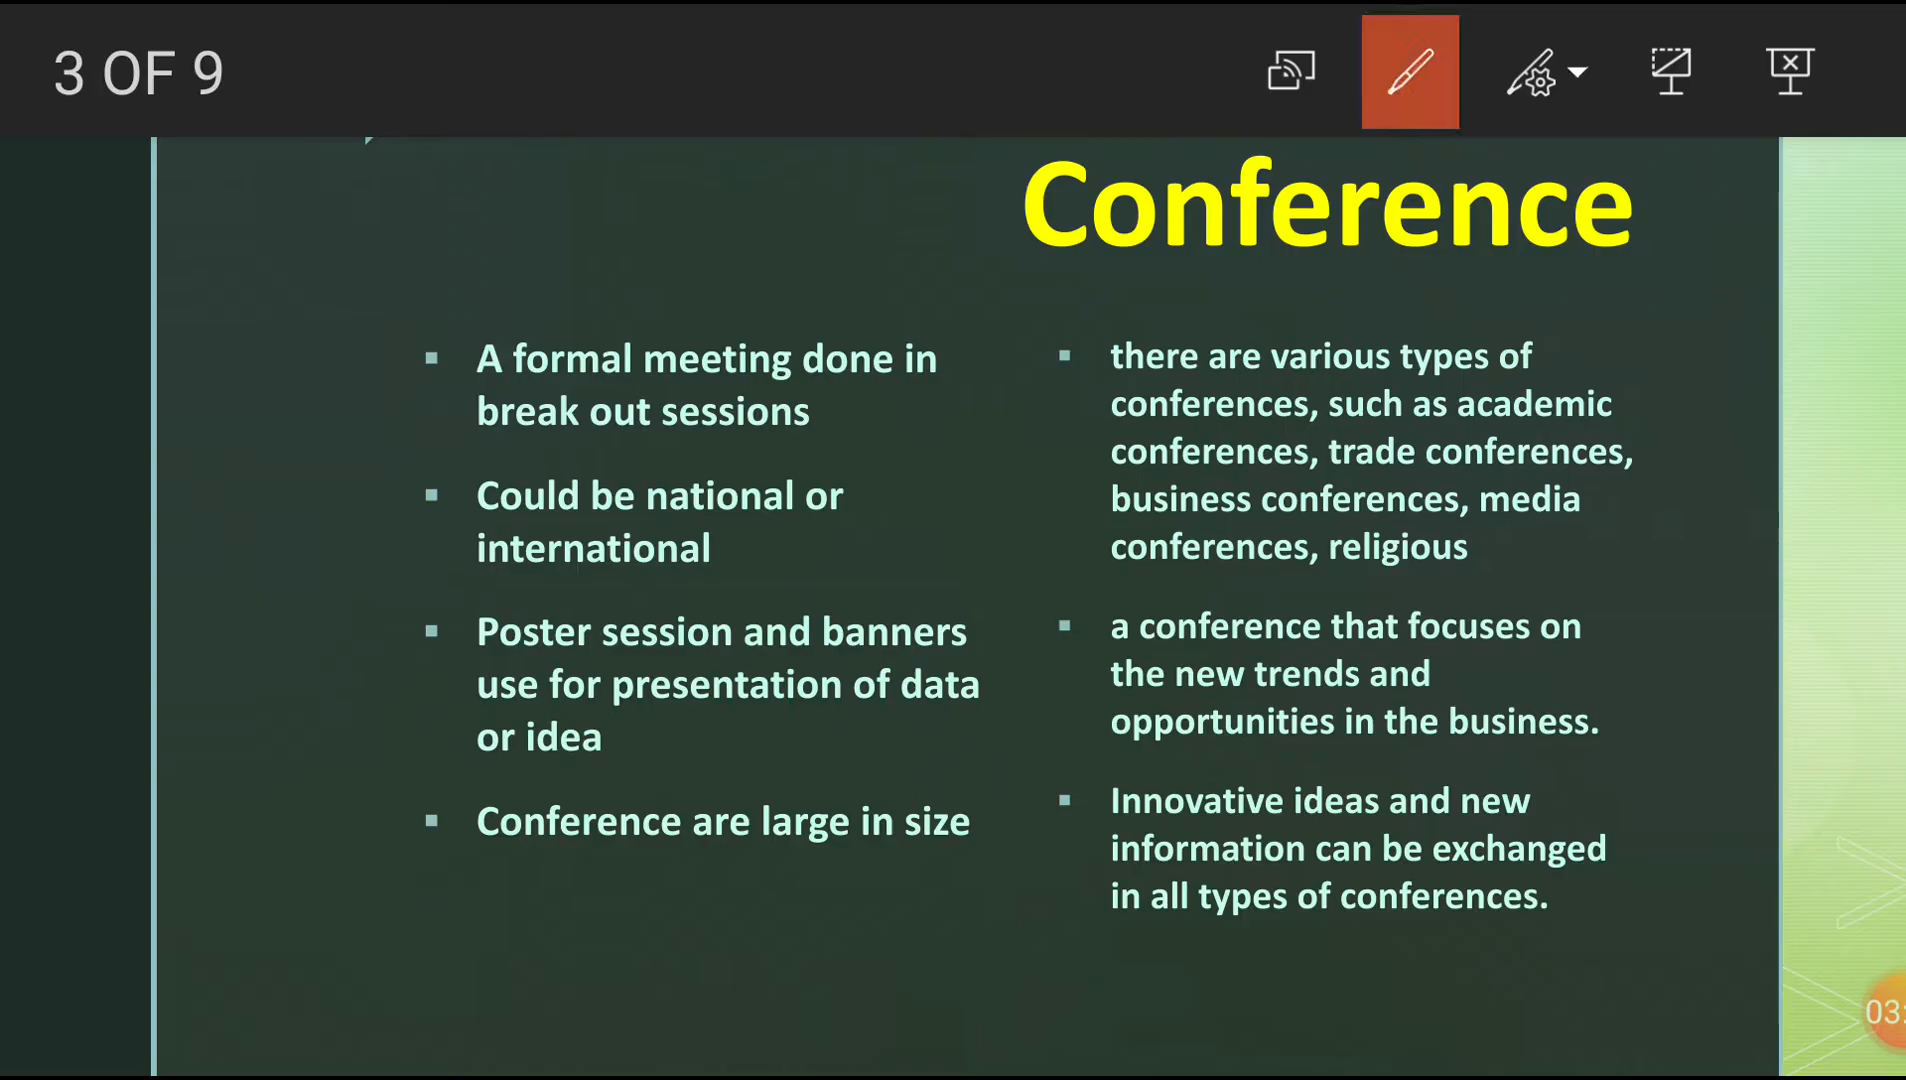 3 OF 9
Conference
A formal meeting done in
break out sessions
Could be national or
international
Poster session and banners
use for presentation of data
or idea
Conference are large in size
there are various types of
conferences, such as academic
conferences, trade conferences,
business conferences, media
conferences, religious
a conference that focuses on
the new trends and
opportunities in the business.
Innovative ideas and new
information can be exchanged
in all types of conferences.
03: